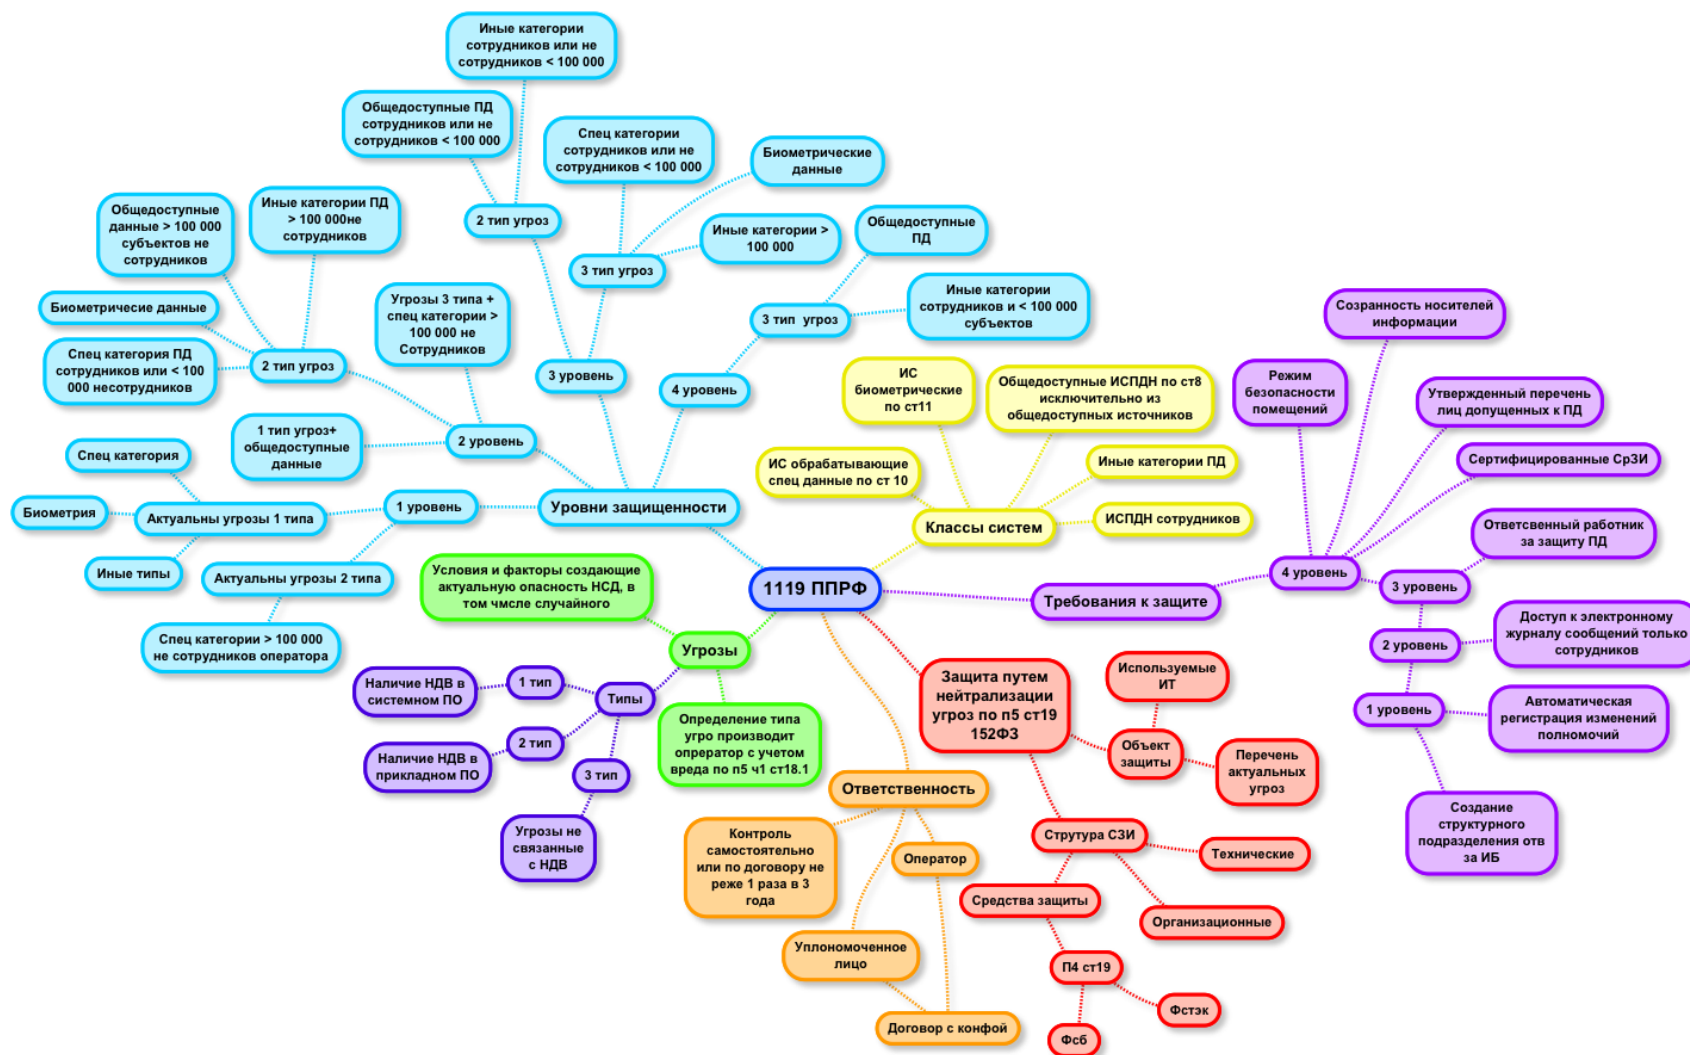 Иные категории
сотрудников или не
сотрудников < 100 000
Общедоступные ПД
сотрудников или не
сотрудников < 100 000
Спец категории
сотрудников или не
сотрудников < 100 000
Биометрические
данные
2 тип угроз
Иные категории >
100 000
Общедоступные
ПД
3 тип угроз
Общедоступные
данные > 100 000
субъектов не
сотрудников
Иные категории ПД
> 100 000не
сотрудников
Биометричесие данные
Угрозы 3 типа +
спец категории >
100 000 не
Сотрудников
3 тип  угроз
Иные категории
сотрудников и < 100 000
субъектов
Спец категория ПД
сотрудников или < 100
000 несотрудников
2 тип угроз
3 уровень
4 уровень
1 тип угроз+
общедоступные
данные
2 уровень
Спец категория
Биометрия
Актуальны угрозы 1 типа
1 уровень
Уровни защищенности
Иные типы
Актуальны угрозы 2 типа
Спец категории > 100 000
не сотрудников оператора
ИС
биометрические
по ст11
Общедоступные ИСПДН по ст8
исключительно из
общедоступных источников
ИС обрабатывающие
спец данные по ст 10
Иные категории ПД
Классы систем
ИСПДН сотрудников
Созранность носителей
информации
Режим
безопасности
помещений
Утвержденный перечень
лиц допущенных к ПД
Сертифицированные СрЗИ
Ответсвенный работник
за защиту ПД
4 уровень
3 уровень
Требования к защите
Доступ к электронному
журналу сообщений только
сотрудников
2 уровень
1 уровень
Автоматическая
регистрация изменений
полномочий
Создание
структурного
подразделения отв
за ИБ
1119 ППРФ
Условия и факторы создающие
актуальную опасность НСД, в
том чмсле случайного
Угрозы
Типы
1 тип
Наличие НДВ в
системном ПО
2 тип
Наличие НДВ в
прикладном ПО
3 тип
Угрозы не
связанные
с НДВ
Определение типа
угро производит
опрератор с учетом
вреда по п5 ч1 ст18.1
Защита путем
нейтрализации
угроз по п5 ст19
152ФЗ
Используемые
ИТ
Объект
защиты
Перечень
актуальных
угроз
Струтура СЗИ
Технические
Средства защиты
Организационные
П4 ст19
Фстэк
Фсб
Ответственность
Контроль
самостоятельно
или по договору не
реже 1 раза в 3
года
Оператор
Уплономоченное
лицо
Договор с конфой